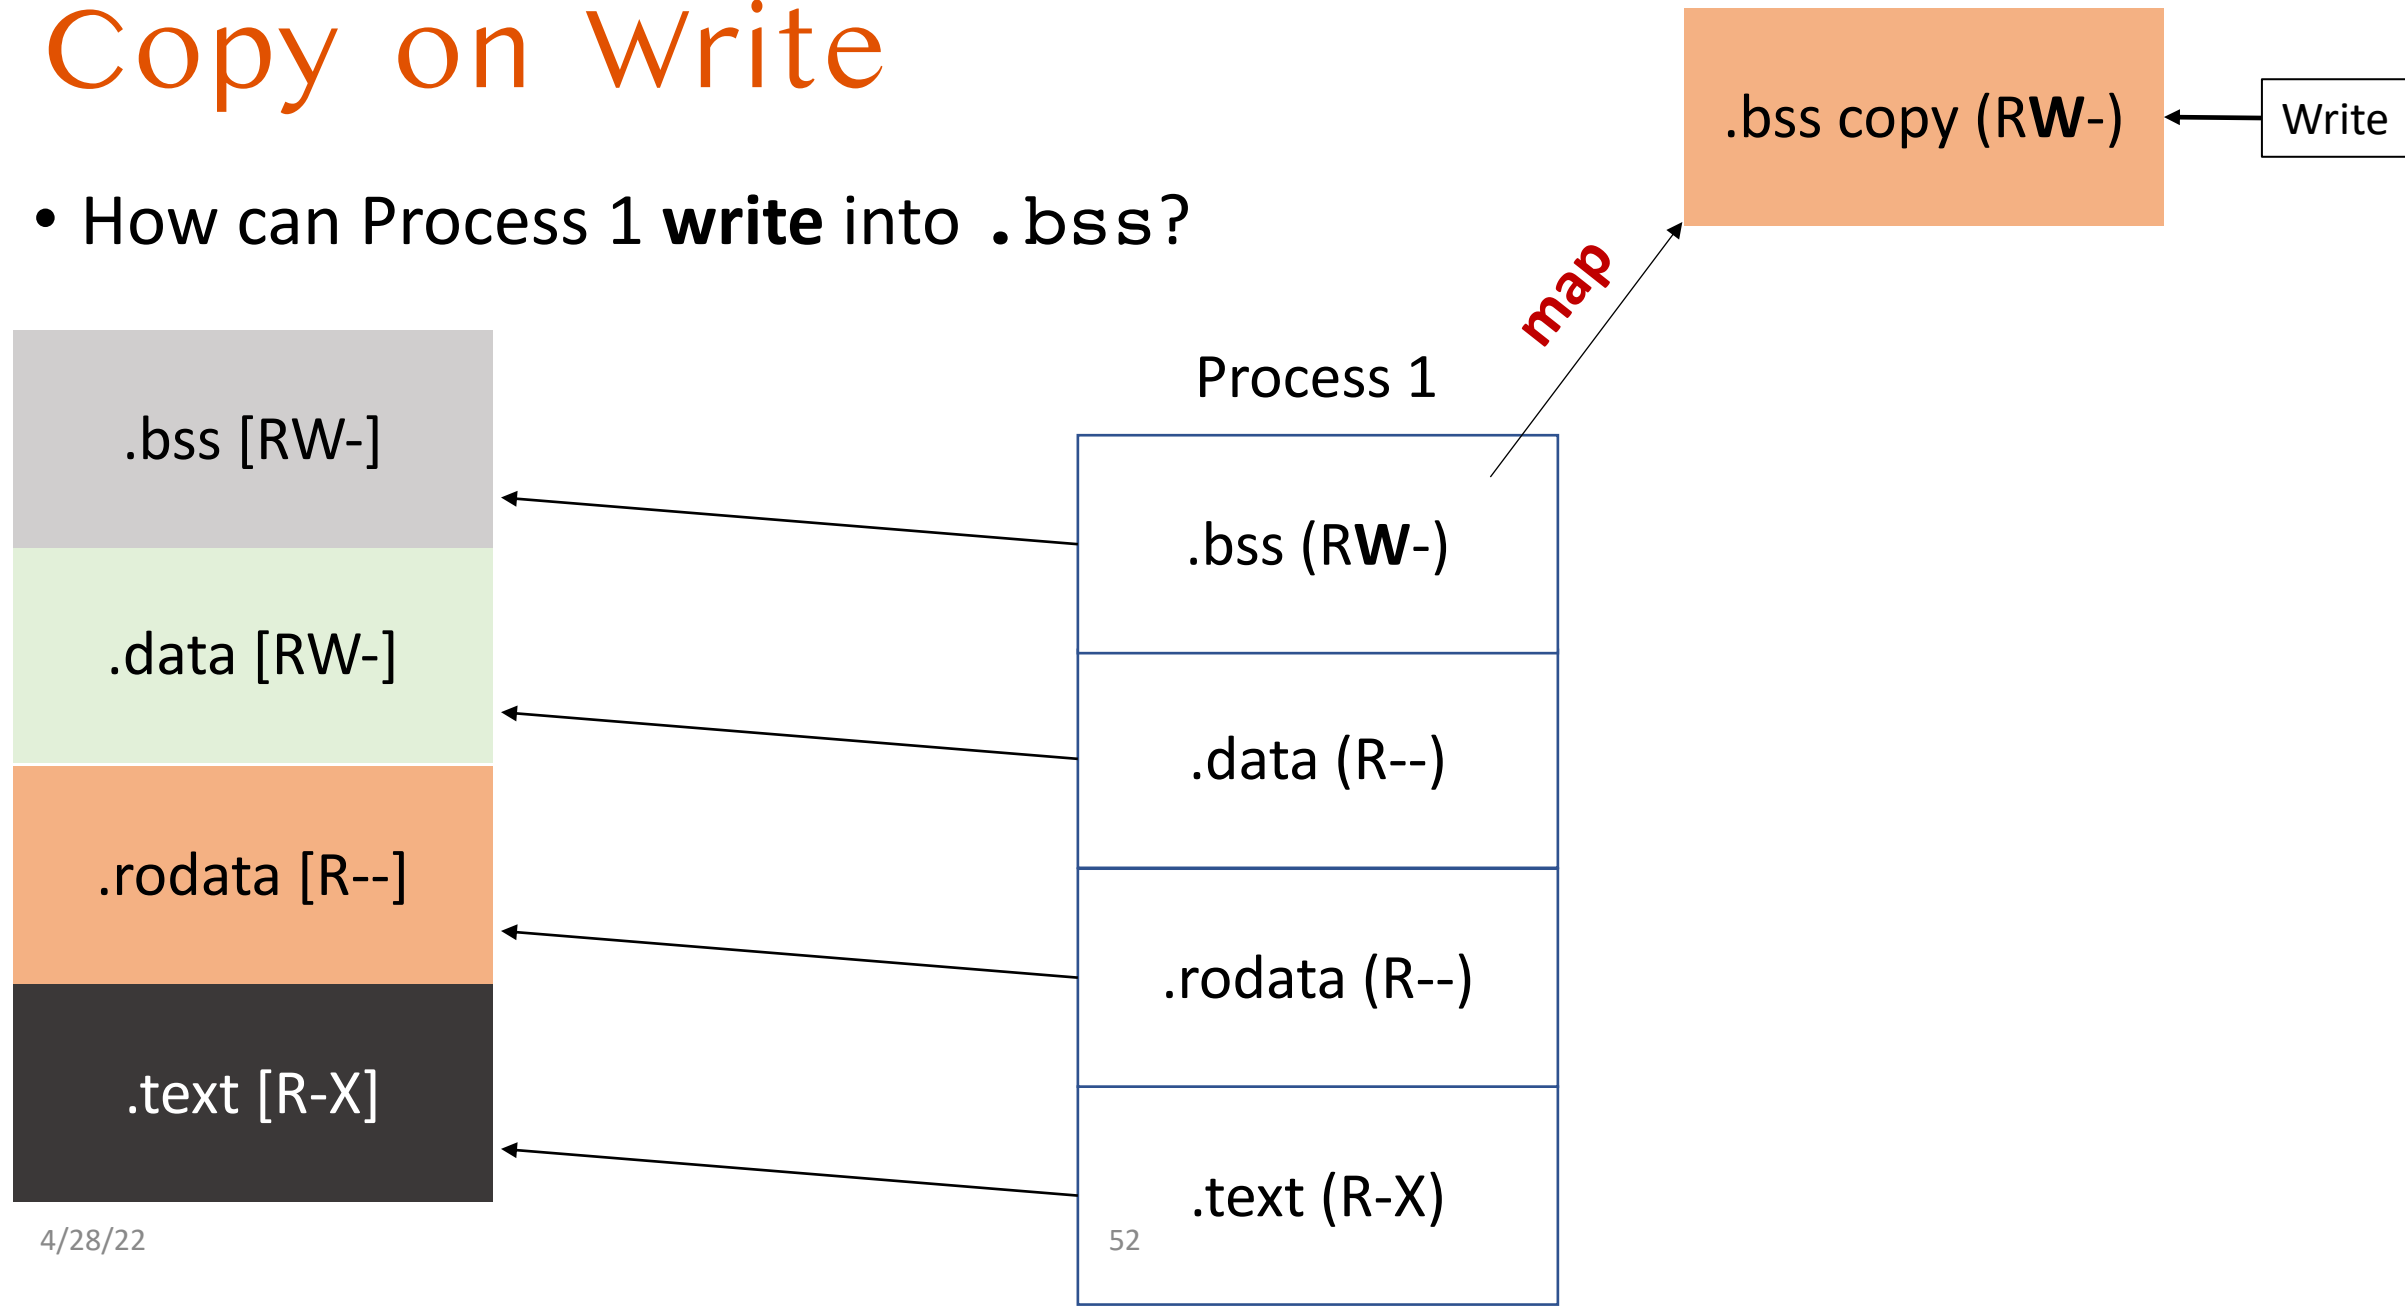 Copy on Write
• How can Process 1 write into .bss?
.bss copy (RW-)
Write
map
Process 1
.bss [RW-]
.data [RW-]
.rodata [R--]
.text [R-X]
.bss (RW-)
.data (R--)
.rodata (R--)
.text (R-X)
4/28/22
52